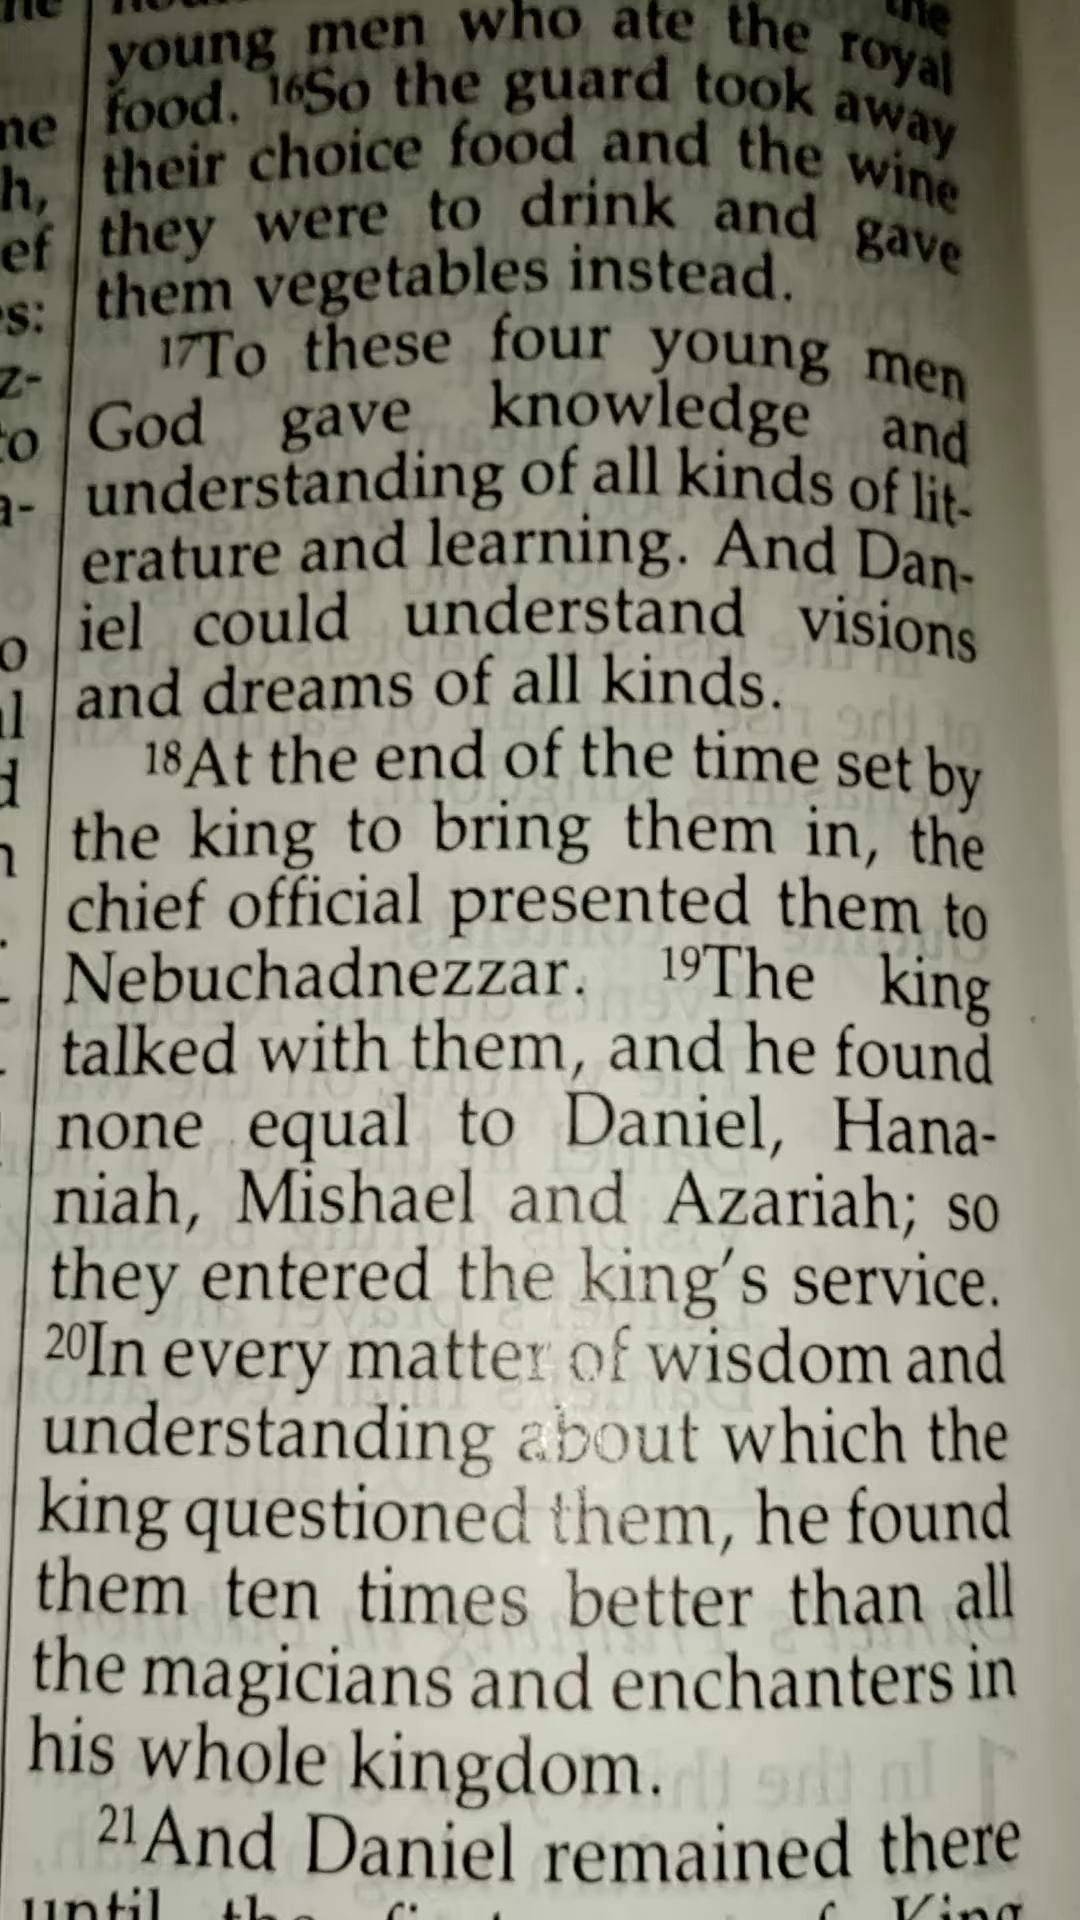 the
young men who ate the royal
food. 16So the guard took away
their choice food and the wine
they were to drink and gave
them vegetables instead.
17To these four young men
God gave knowledge and
understanding of all kinds of lit-
erature and learning. And Dan-
iel could understand visions
and dreams of all kinds.
18At the end of the time set by
the king to bring them in, the
chief official presented them to
Nebuchadnezzar. 19The king
talked with them, and he found
none equal to Daniel, Hana-
niah, Mishael and Azariah; so
they entered the king's service.
20In every matter of wisdom and
understanding about which the
king questioned them, he found
them ten times better than all
the magicians and enchanters in
his whole kingdom.
21And Daniel remained there
until the King